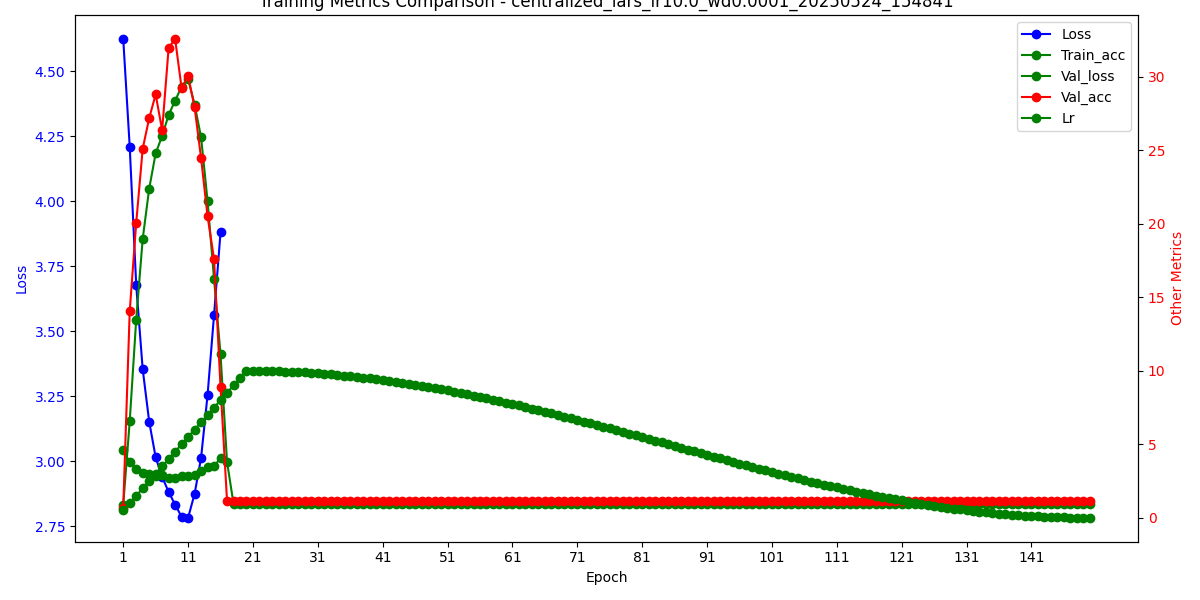 Training Metrics Comparison - centralized_lars_lr10.0_wd0.0001_20250524_154841
Loss
Train_acc
Val_loss
Val_acc
Lr
4.50
4.25
4.00
3.75
3.50
3.25
3.00
2.75
Loss
30
25
20
15
10
5
0
Other Metrics
1 11 21 31 41 51 61 71 81 91 101 111 121 131 141
Epoch